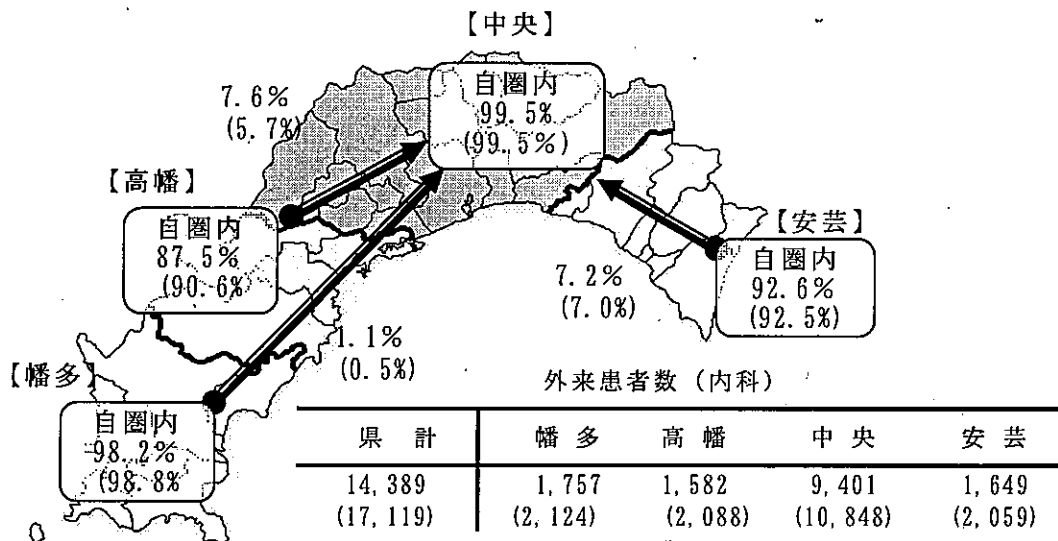 【中央】
自圏内
99.5%
(99.5%)
7.6%
(5.7%)
【高幡】
自圏内
87.5%
(90.6%
【安芸】
自圏内
92.6%
(92.5%)
7.2%
(7.0%)
1.1%
(0.5%)
【幡多】
自圏内
98.2%
(98.8%
外来患者数（内科）
県計 幡多 高幡 中央 安芸
14,389 1,757 1,582 9,401 1,649
(17,119) (2,124) (2,088) (10,848) (2,059)